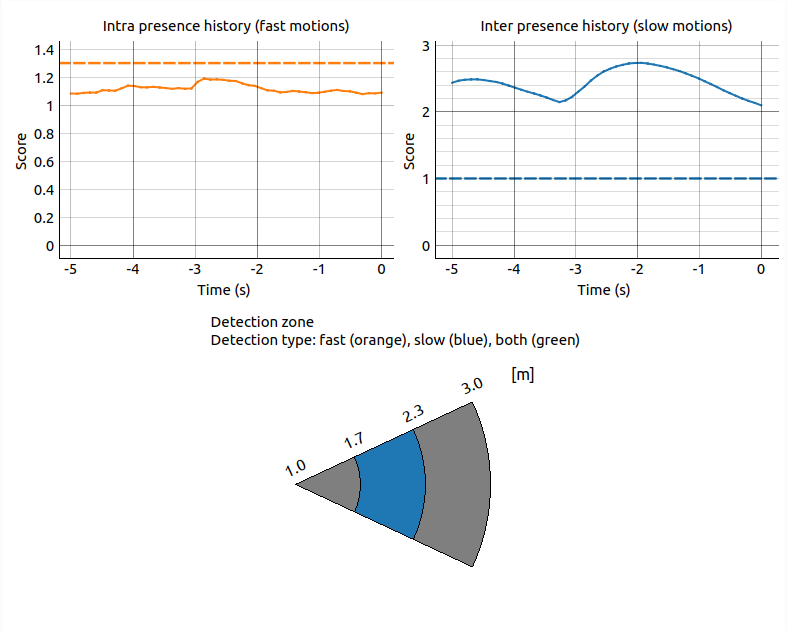 Intra presence history (fast motions)
1.4
1.2
1
0.8
0.6
0.4
0.2
0
Score
-5 -4 -3 -2 -1 0
Time (s)
Inter presence history (slow motions)
3
2
1
0
Score
-5 -4 -3 -2 -1 0
Time (s)
Detection zone
Detection type: fast (orange), slow (blue), both (green)
[m]
1.0 1.7 2.3 3.0